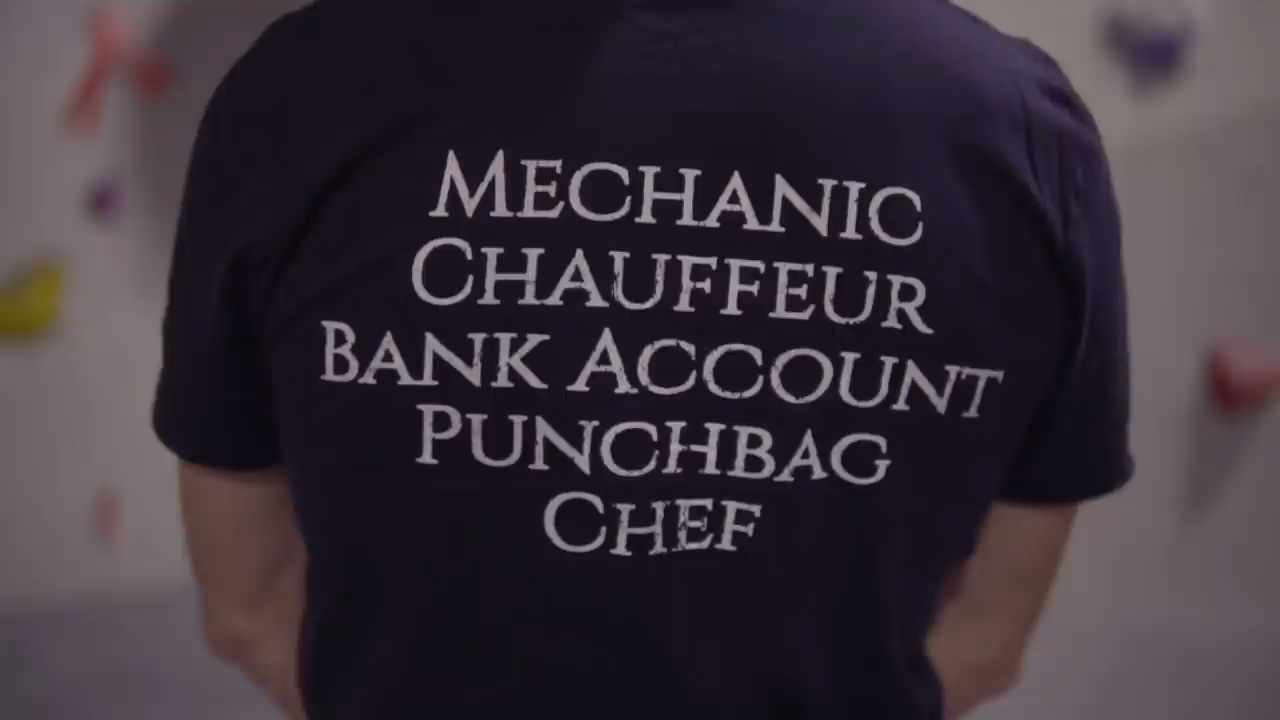 MECHANIC
CHAUFFEUR
BANK ACCOUNT
PUNCHBAG
CHEF